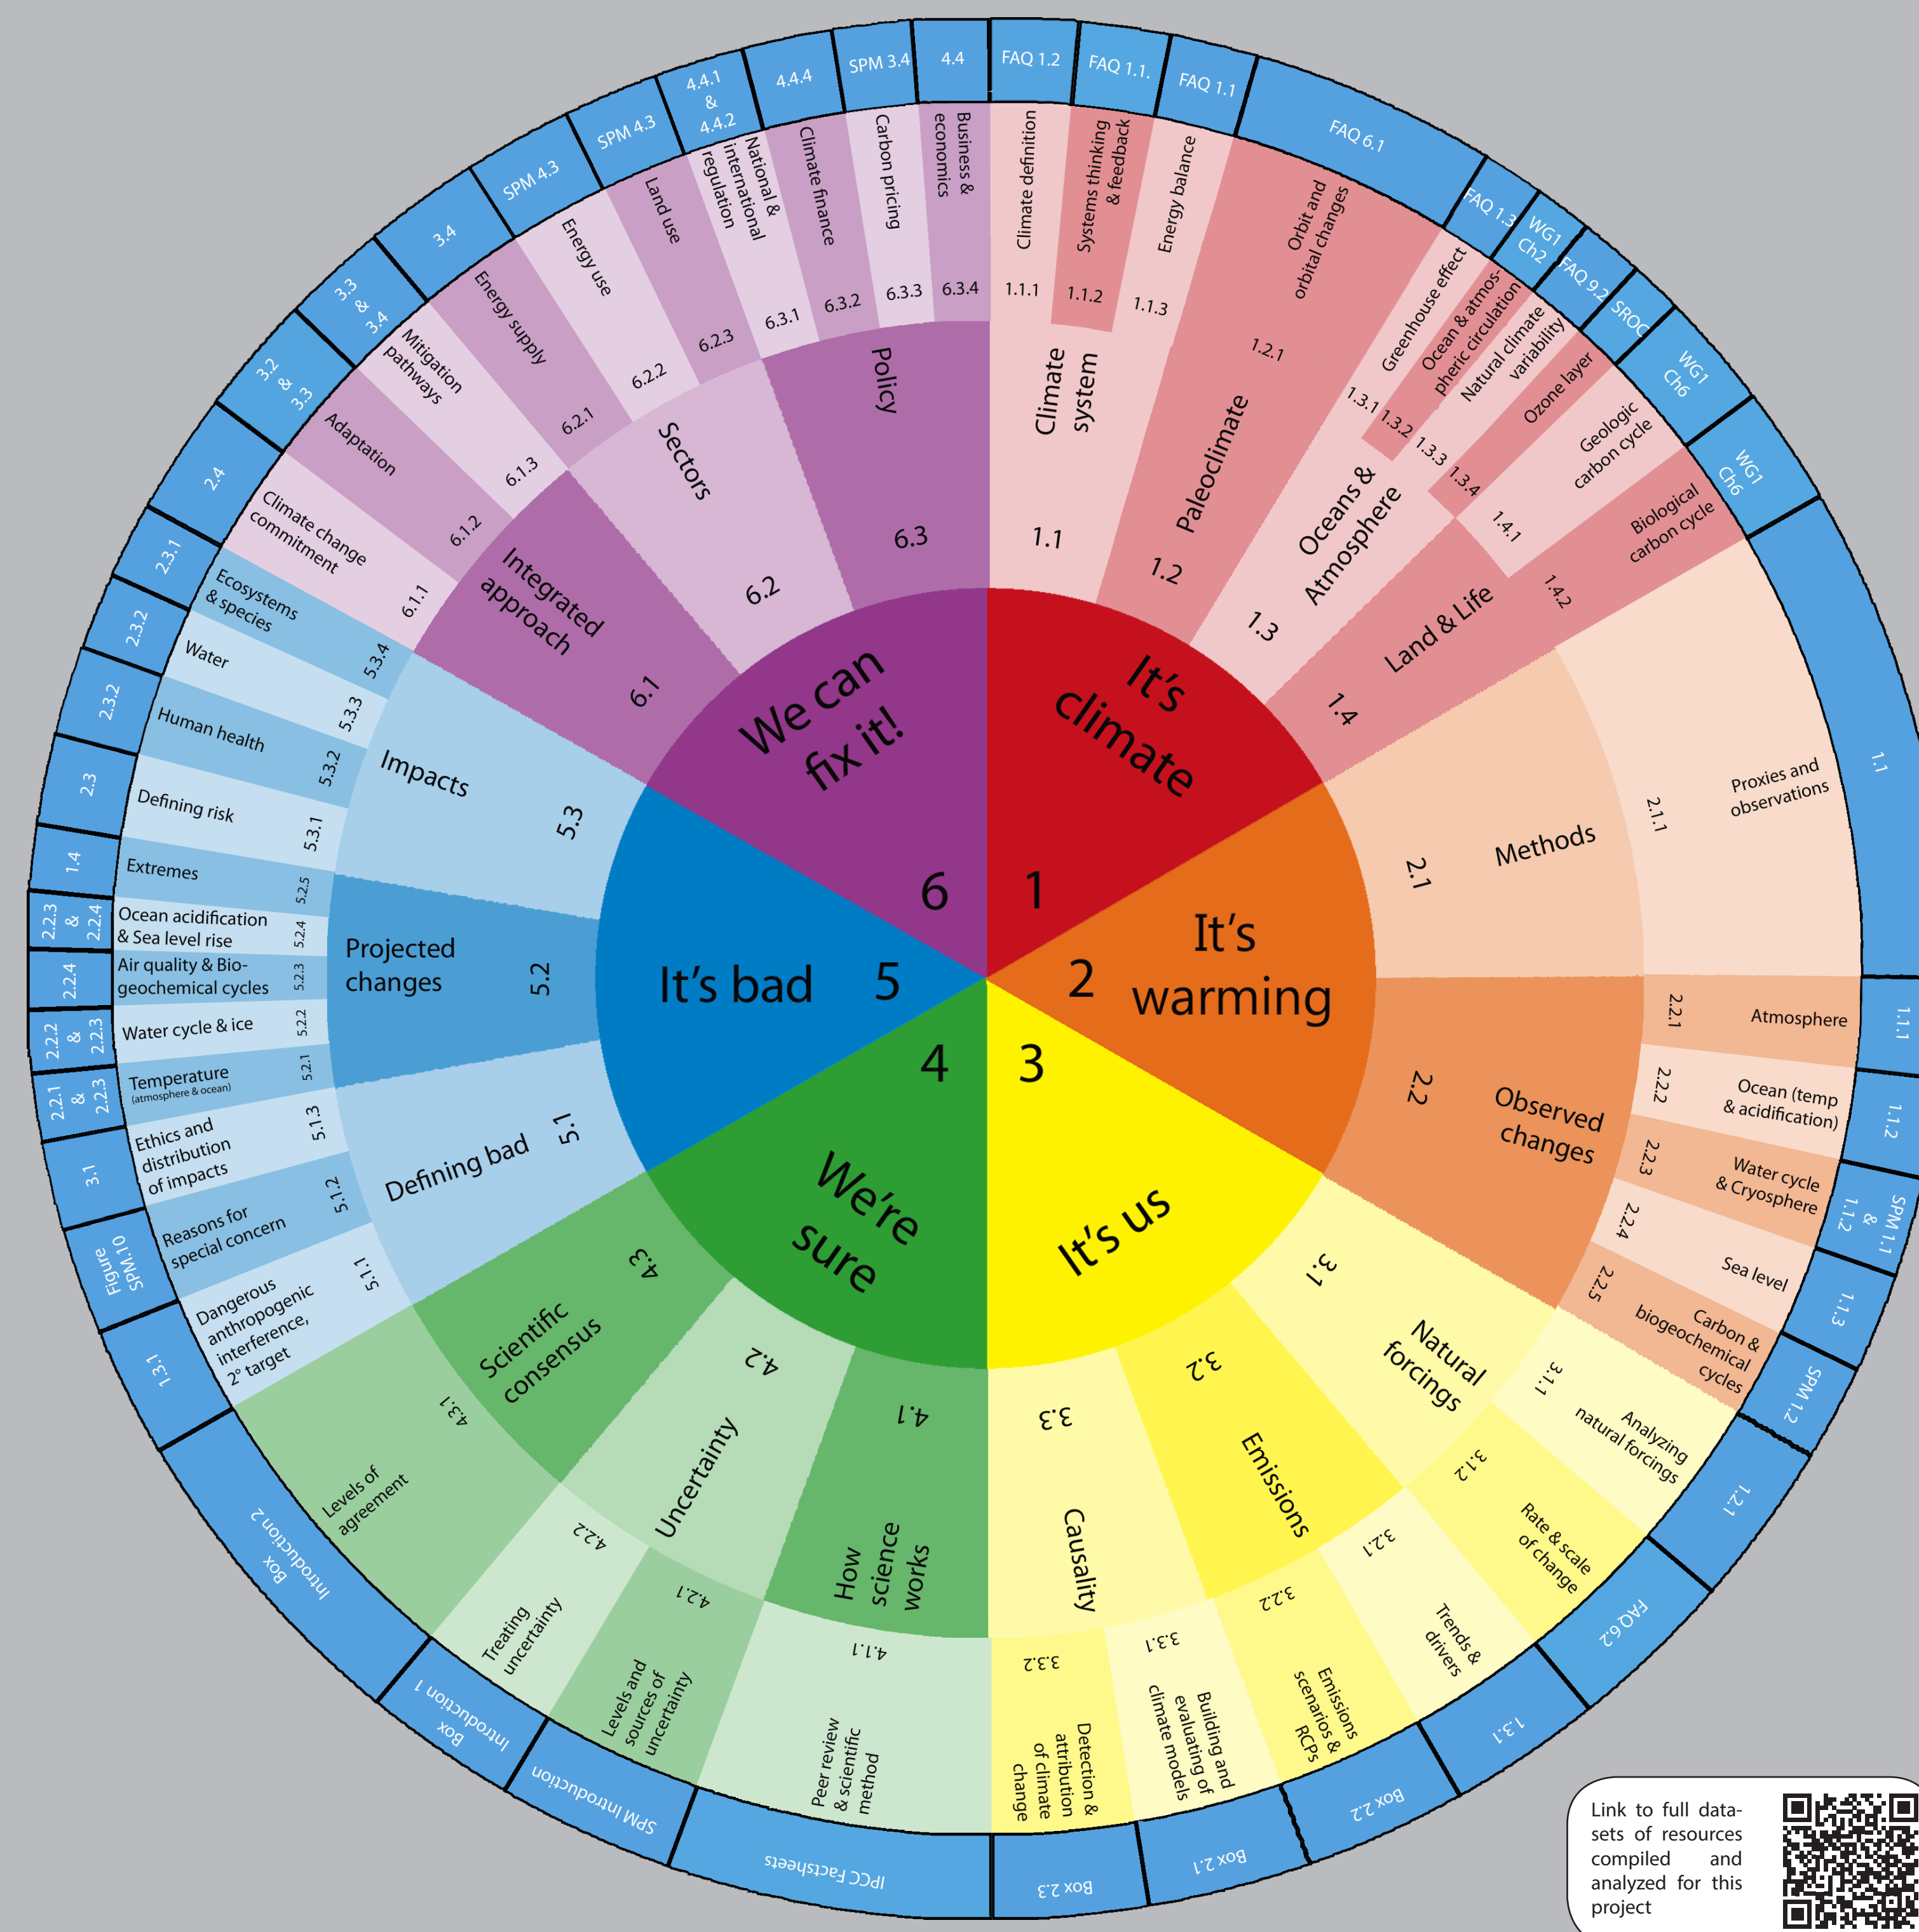 It's
climate
1
It's
warming
2
It's us
3
We're
sure
4
It's bad
5
We can
fix it!
6
Climate
system
1.1
Climate definition
1.1.1
FAQ 1.2
Systems thinking
& feedback
1.1.2
FAQ 1.1.
Energy balance
1.1.3
FAQ 1.1
Paleoclimate
1.2
Orbit and
orbital changes
1.2.1
FAQ 6.1
Oceans &
Atmosphere
1.3
Greenhouse effect
1.3.1
FAQ 1.3
Ocean & atmos-
pheric circulation
1.3.2
WG1
Ch2
Natural climate
variability
1.3.3
FAQ 9.2
Ozone layer
1.3.4
SROC
Land & Life
1.4
Geologic
carbon cycle
1.4.1
WG1
Ch6
Biological
carbon cycle
1.4.2
WG1
Ch6
Methods
2.1
Proxies and
observations
2.1.1
1.1
Observed
changes
2.2
Atmosphere
2.2.1
1.1.1
Ocean (temp
& acidification)
2.2.2
1.1.2
Water cycle
& Cryosphere
2.2.3
SPM 1.1
&
1.1.2
Sea level
2.2.4
1.1.3
Carbon &
biogeochemical
cycles
2.2.5
SPM 1.2
Natural
forcings
3.1
Analyzing
natural forcings
3.1.1
1.2.1
Rate & scale
of change
3.1.2
FAQ 6.2
Emissions
3.2
Trends &
drivers
3.2.1
1.3.1
Emissions
scenarios &
RCPs
3.2.2
Box 2.2
Causality
3.3
Building and
evaluating of
climate models
3.3.1
Box 2.1
Detection &
attribution
of climate
change
3.3.2
Box 2.3
How
science
works
4.1
Peer review
& scientific
method
4.1.1
IPCC Factsheets
Uncertainty
4.2
Levels and
sources of
uncertainty
4.2.1
SPM Introduction
Treating
uncertainty
4.2.2
Box
Introduction 1
Scientific
consensus
4.3
Levels of
agreement
4.3.1
Box
Introduction 2
Defining bad
5.1
Dangerous
anthropogenic
interference,
2° target
5.1.1
1.3.1
Reasons for
special concern
5.1.2
Figure
SPM.10
Ethics and
distribution
of impacts
5.1.3
3.1
Projected
changes
5.2
Temperature
(atmosphere & ocean)
5.2.1
2.2.1
&
2.2.3
Water cycle & ice
5.2.2
2.2.2
&
2.2.3
Air quality & Bio-
geochemical cycles
5.2.3
2.2.4
Ocean acidification
& Sea level rise
5.2.4
2.2.3
&
2.2.4
Extremes
5.2.5
1.4
Impacts
5.3
Defining risk
5.3.1
2.3
Human health
5.3.2
2.3.2
Water
5.3.3
2.3.2
Ecosystems
& species
5.3.4
2.3.1
Integrated
approach
6.1
Climate change
commitment
6.1.1
2.4
Adaptation
6.1.2
3.2
&
3.3
Mitigation
pathways
6.1.3
3.3
&
3.4
Sectors
6.2
Energy supply
6.2.1
3.4
Energy use
6.2.2
SPM 4.3
Land use
6.2.3
SPM 4.3
Policy
6.3
National &
international
regulation
6.3.1
4.4.1
&
4.4.2
Climate finance
6.3.2
4.4.4
Carbon pricing
6.3.3
SPM 3.4
Business &
economics
6.3.4
4.4
Link to full data-
sets of resources
compiled and
analyzed for this
project